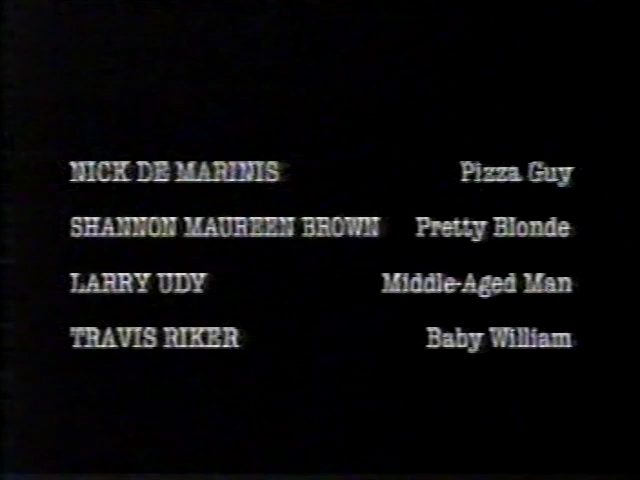 NICK DE MARINIS Pizza Guy
SHANNON MAUREEN BROWN Pretty Blonde
LARRY UDY Middle-Aged Man
TRAVIS RIKER Baby William